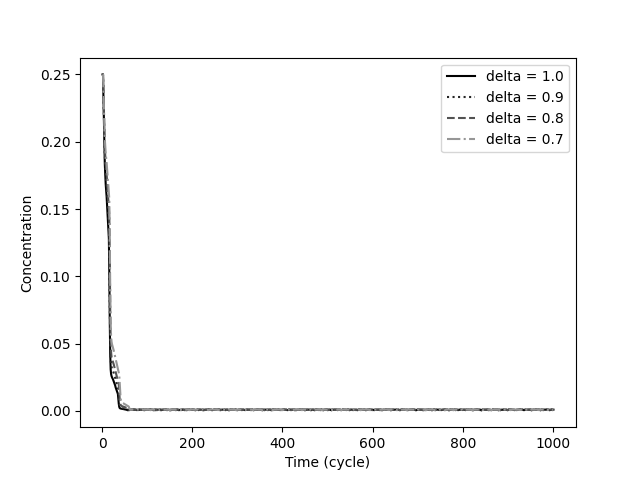 0.25
0.20
0.15
0.10
0.05
0.00
Concentration
0
200
400
600
800
1000
Time (cycle)
delta = 1.0
delta = 0.9
delta = 0.8
delta = 0.7